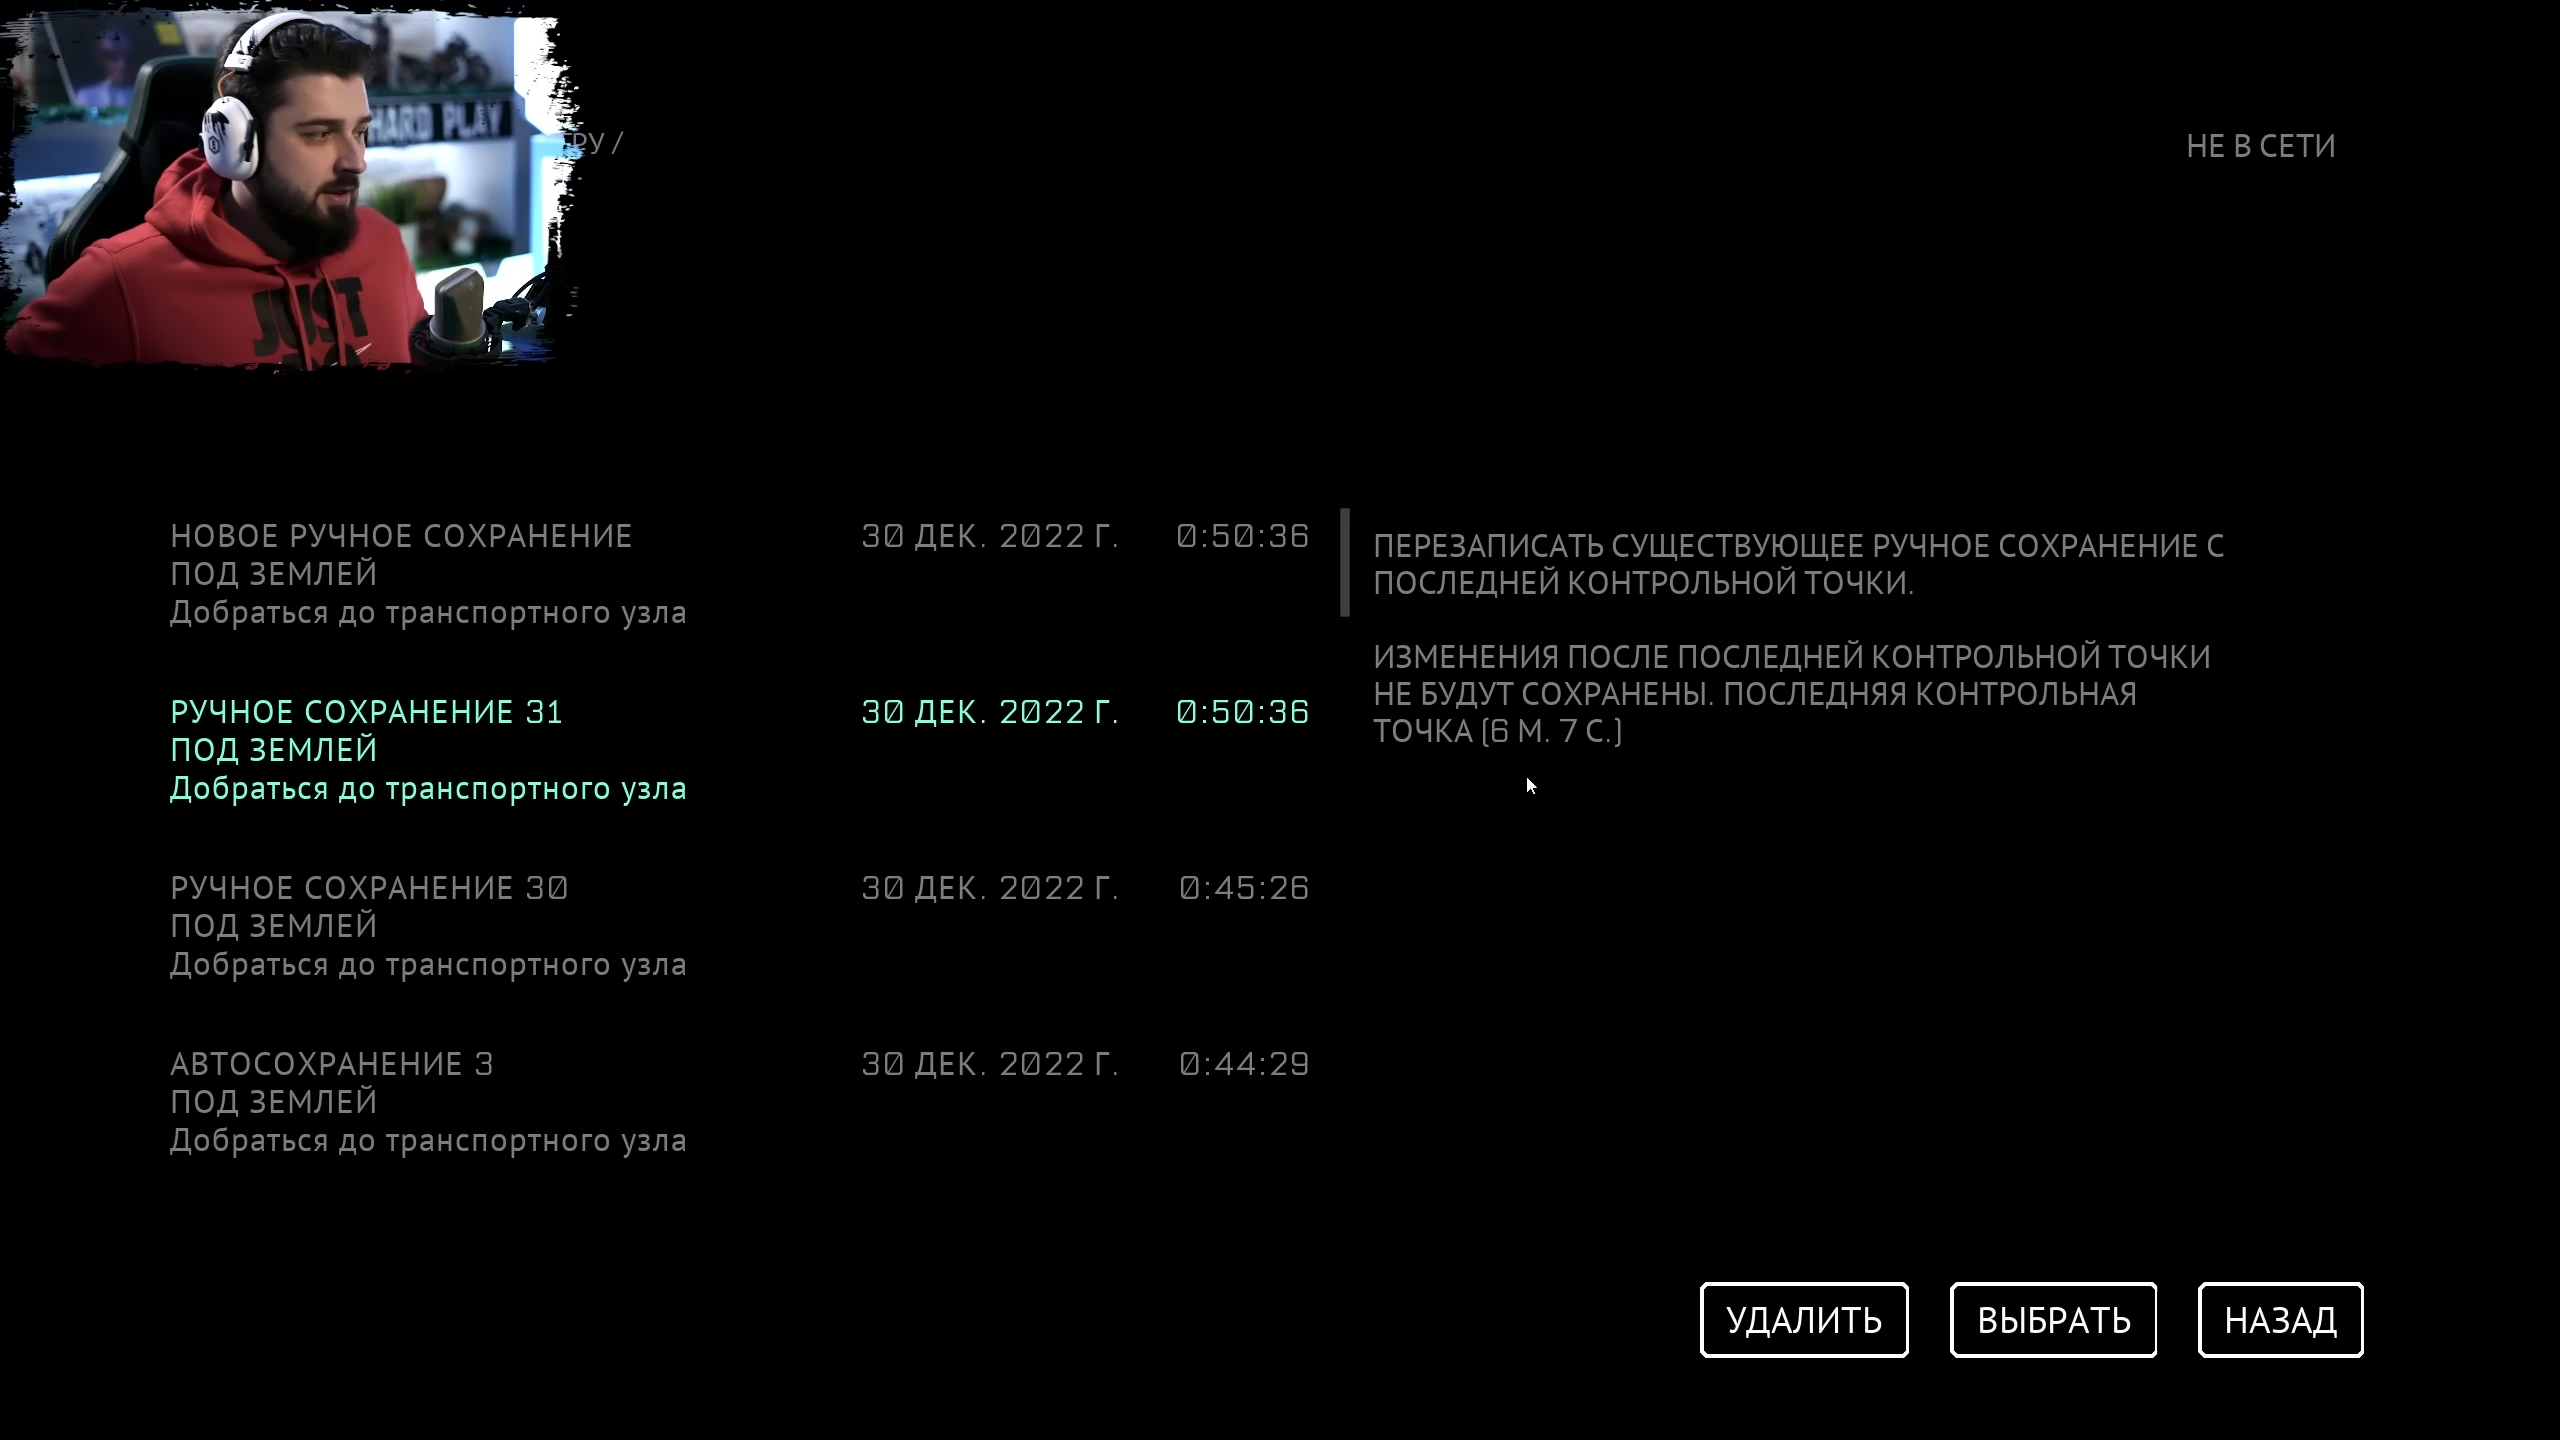 HARD PLAY
JUST
РУ /
НЕ В СЕТИ
НОВОЕ РУЧНОЕ СОХРАНЕНИЕ 30 ДЕК. 2022 Г. 0:50:36
ПОД ЗЕМЛЕЙ
Добраться до транспортного узла
РУЧНОЕ СОХРАНЕНИЕ 31 30 ДЕК. 2022 Г. 0:50:36
ПОД ЗЕМЛЕЙ
Добраться до транспортного узла
РУЧНОЕ СОХРАНЕНИЕ 30 30 ДЕК. 2022 Г. 0:45:26
ПОД ЗЕМЛЕЙ
Добраться до транспортного узла
АВТОСОХРАНЕНИЕ 3 30 ДЕК. 2022 Г. 0:44:29
ПОД ЗЕМЛЕЙ
Добраться до транспортного узла
ПЕРЕЗАПИСАТЬ СУЩЕСТВУЮЩЕЕ РУЧНОЕ СОХРАНЕНИЕ С
ПОСЛЕДНЕЙ КОНТРОЛЬНОЙ ТОЧКИ.
ИЗМЕНЕНИЯ ПОСЛЕ ПОСЛЕДНЕЙ КОНТРОЛЬНОЙ ТОЧКИ
НЕ БУДУТ СОХРАНЕНЫ. ПОСЛЕДНЯЯ КОНТРОЛЬНАЯ
ТОЧКА (6 М. 7 С.)
УДАЛИТЬ ВЫБРАТЬ НАЗАД